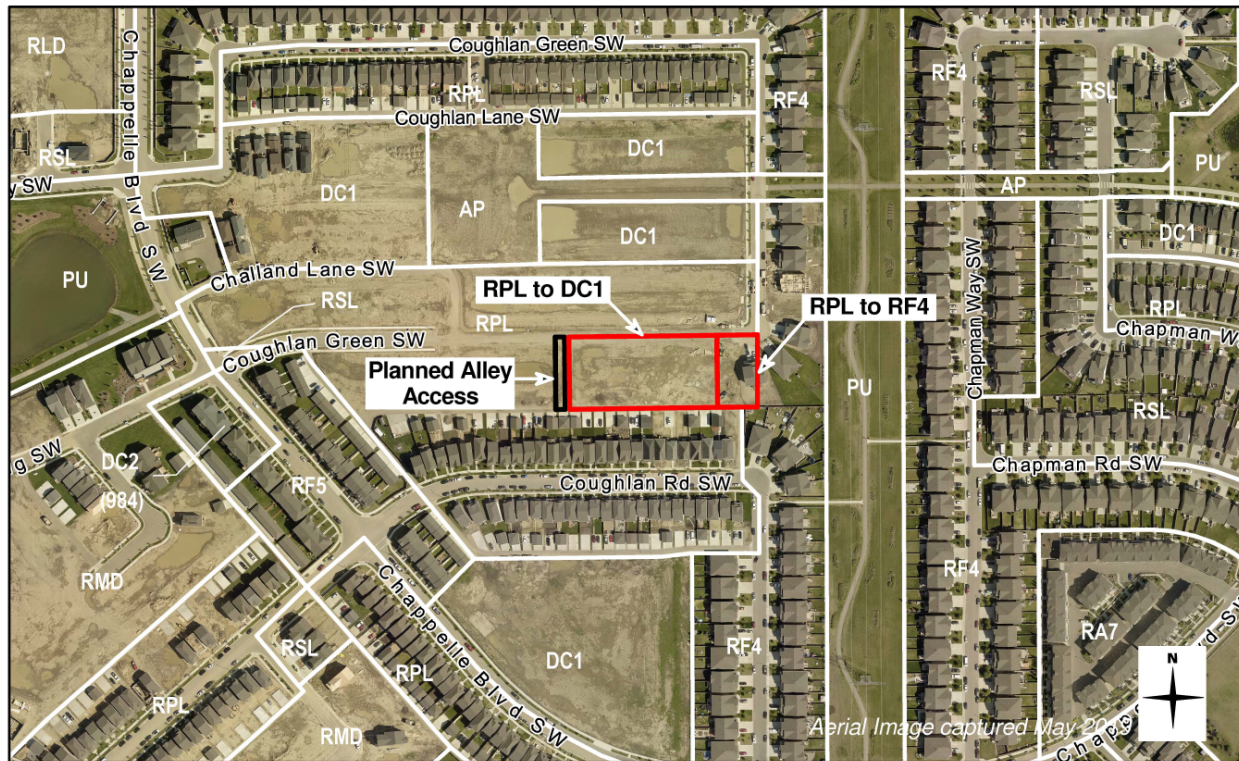 RLD
Chappelle Blvd SW
Coughlan Green SW
RPL
Coughlan Lane SW
RF4
RF4
RSL
PU
RSL
SW
DC1
AP
DC1
DC1
AP
DC1
PU
Challand Lane SW
RSL
RPL to DC1
RPL
RPL to RF4
Chapman Way SW
RPL
Chapman W
Coughlan Green SW
Planned Alley
Access
PU
RSL
g SW
DC2
(984)
RF5
Coughlan Rd SW
Chapman Rd SW
RMD
RF4
RA7
Chappelle Blvd SW
DC1
RF4
RSL
RPL
RPL
RMD
N
Aerial Image captured May